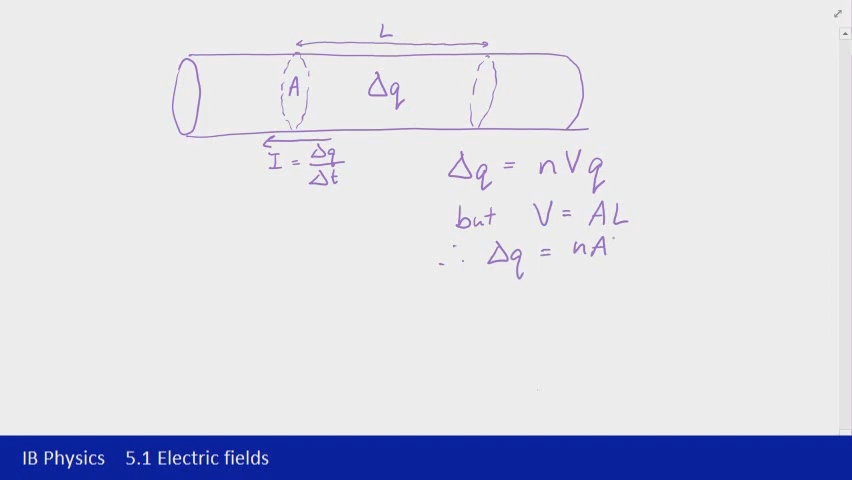 L
A Δq
I = Δq/Δt
Δq = nVq
but V = AL
∴ Δq = nA
IB Physics 5.1 Electric fields